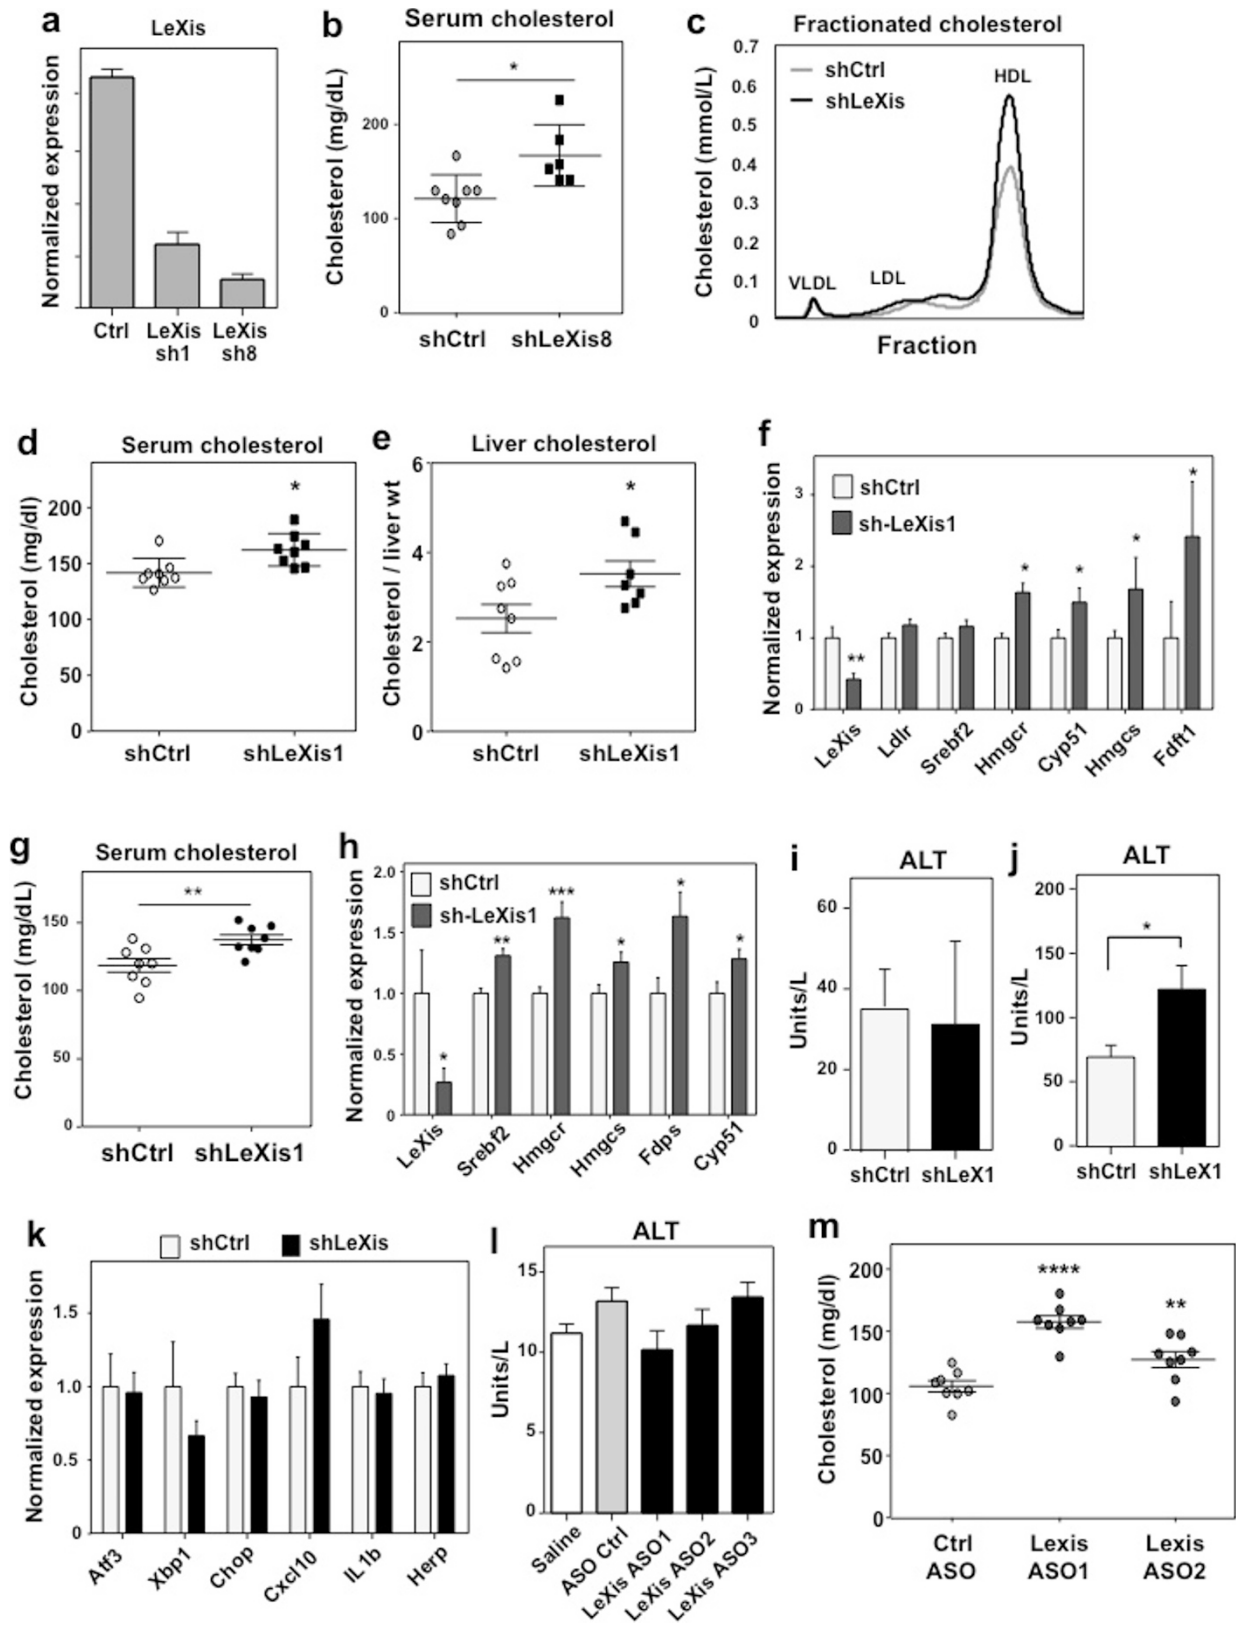 a
LeXis
Normalized expression
Ctrl
LeXis
sh1
LeXis
sh8
b
Serum cholesterol
Cholesterol (mg/dL)
200
100
0
*
shCtrl
shLeXis8
c
Fractionated cholesterol
Cholesterol (mmol/L)
0.7
0.6
0.5
0.4
0.3
0.2
0.1
0
shCtrl
shLeXis
HDL
VLDL
LDL
Fraction
d
Serum cholesterol
Cholesterol (mg/dl)
200
150
100
50
0
*
shCtrl
shLeXis1
e
Liver cholesterol
Cholesterol / liver wt
6
4
2
0
*
shCtrl
shLeXis1
f
Normalized expression
3
2
1
0
shCtrl
sh-LeXis1
**
*
*
*
*
LeXis
Ldlr
Srebf2
Hmgcr
Cyp51
Hmgcs
Fdft1
g
Serum cholesterol
Cholesterol (mg/dL)
150
100
50
0
**
shCtrl
shLeXis1
h
Normalized expression
2.0
1.5
1.0
0.5
0
shCtrl
sh-LeXis1
*
**
***
*
*
*
LeXis
Srebf2
Hmgcr
Hmgcs
Fdps
Cyp51
i
ALT
Units/L
60
40
20
0
shCtrl
shLeX1
j
ALT
Units/L
200
150
100
50
0
*
shCtrl
shLeX1
k
shCtrl
shLeXis
Normalized expression
1.5
1.0
0.5
0
Atf3
Xbp1
Chop
Cxcl10
IL1b
Herp
l
ALT
Units/L
15
10
5
0
Saline
ASO Ctrl
LeXis ASO1
LeXis ASO2
LeXis ASO3
m
Cholesterol (mg/dl)
200
150
100
50
0
****
**
Ctrl
ASO
Lexis
ASO1
Lexis
ASO2